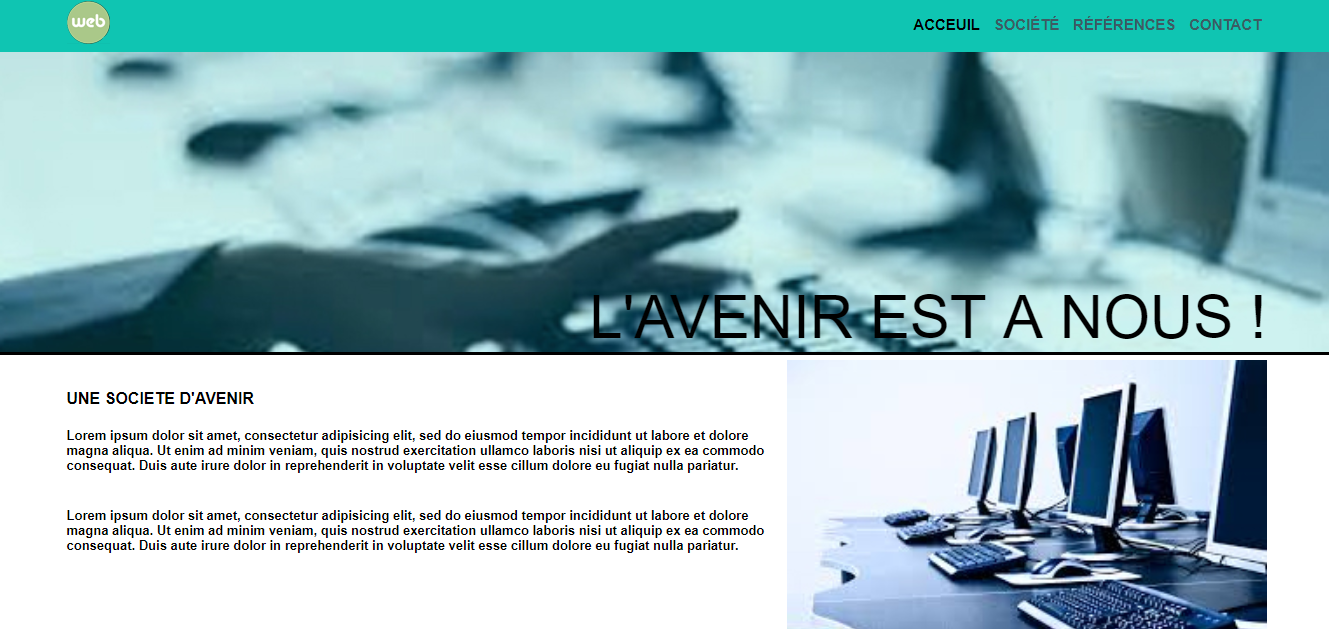 web
ACCEUIL SOCIÉTÉ RÉFÉRENCES CONTACT
L'AVENIR EST A NOUS !
UNE SOCIETE D'AVENIR
Lorem ipsum dolor sit amet, consectetur adipisicing elit, sed do eiusmod tempor incididunt ut labore et dolore
magna aliqua. Ut enim ad minim veniam, quis nostrud exercitation ullamco laboris nisi ut aliquip ex ea commodo
consequat. Duis aute irure dolor in reprehenderit in voluptate velit esse cillum dolore eu fugiat nulla pariatur.
Lorem ipsum dolor sit amet, consectetur adipisicing elit, sed do eiusmod tempor incididunt ut labore et dolore
magna aliqua. Ut enim ad minim veniam, quis nostrud exercitation ullamco laboris nisi ut aliquip ex ea commodo
consequat. Duis aute irure dolor in reprehenderit in voluptate velit esse cillum dolore eu fugiat nulla pariatur.